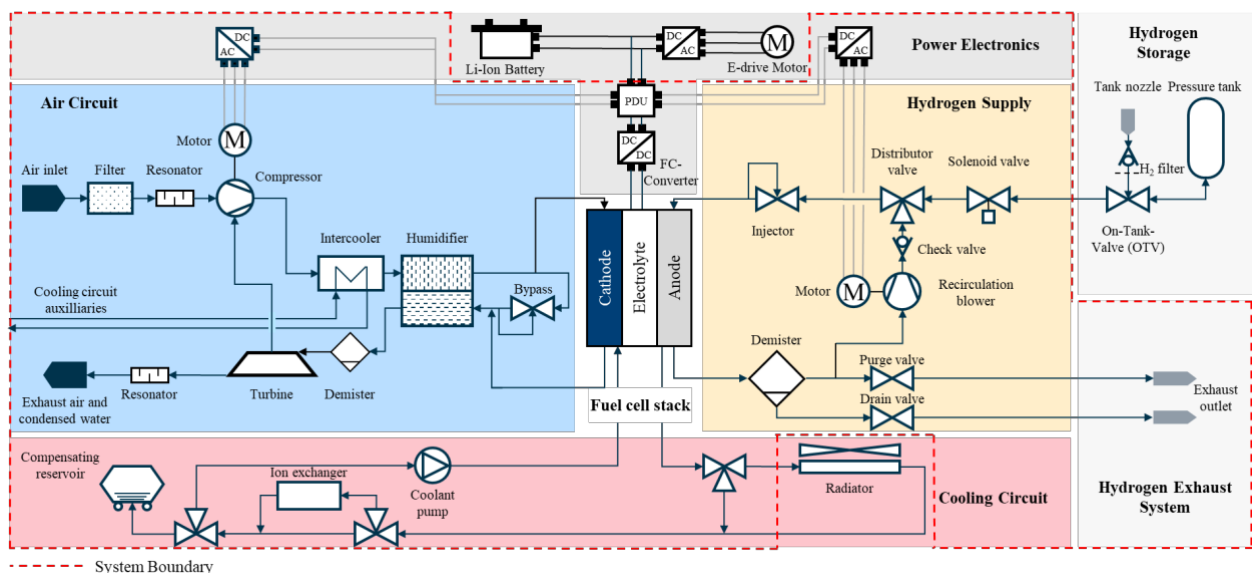 DC
AC
Li-Ion Battery
DC
AC
M
E-drive Motor
DC
AC
Power Electronics
Hydrogen
Storage
Air Circuit
PDU
Hydrogen Supply
Tank nozzle
Pressure tank
Motor
M
DC
DC
FC-
Converter
Air inlet
Filter
Resonator
Compressor
Distributor
valve
Solenoid valve
H2 filter
Injector
On-Tank-
Valve (OTV)
Intercooler
Humidifier
Check valve
Cathode
Electrolyte
Anode
Bypass
Motor
M
Recirculation
blower
Cooling circuit
auxilliaries
Demister
Purge valve
Drain valve
Exhaust
outlet
Exhaust air and
condensed water
Resonator
Turbine
Demister
Fuel cell stack
Compensating
reservoir
Ion exchanger
Coolant
pump
Radiator
Cooling Circuit
Hydrogen Exhaust
System
System Boundary